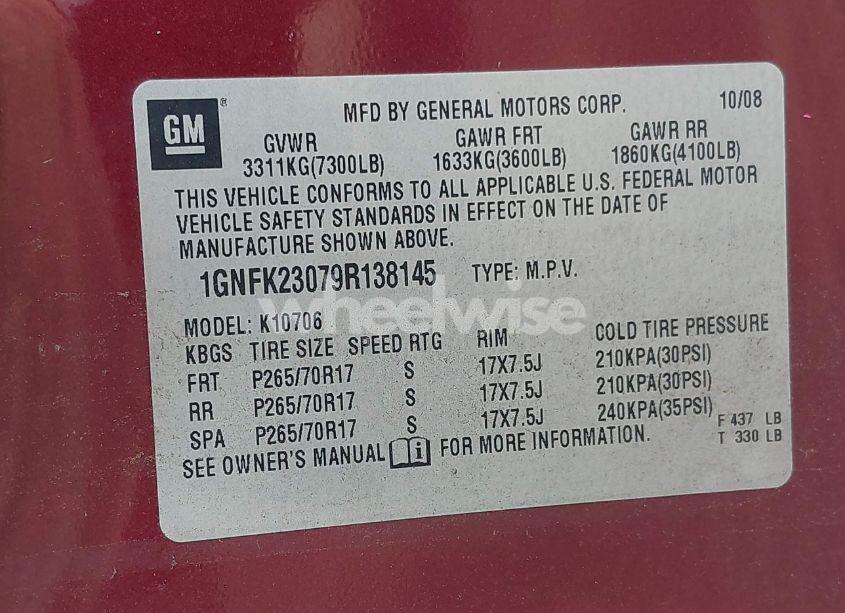 GM ® MFD BY GENERAL MOTORS CORP. 10/08
GVWR GAWR FRT GAWR RR
3311KG(7300LB) 1633KG(3600LB) 1860KG(4100LB)
THIS VEHICLE CONFORMS TO ALL APPLICABLE U.S. FEDERAL MOTOR
VEHICLE SAFETY STANDARDS IN EFFECT ON THE DATE OF
MANUFACTURE SHOWN ABOVE.
1GNFK23079R138145 TYPE: M.P.V.
wheelwise
MODEL: K10706
KBGS TIRE SIZE SPEED RTG RIM COLD TIRE PRESSURE
FRT P265/70R17 S 17X7.5J 210KPA(30PSI)
RR P265/70R17 S 17X7.5J 210KPA(30PSI)
SPA P265/70R17 S 17X7.5J 240KPA(35PSI)
F 437 LB
SEE OWNER'S MANUAL i FOR MORE INFORMATION. T 330 LB